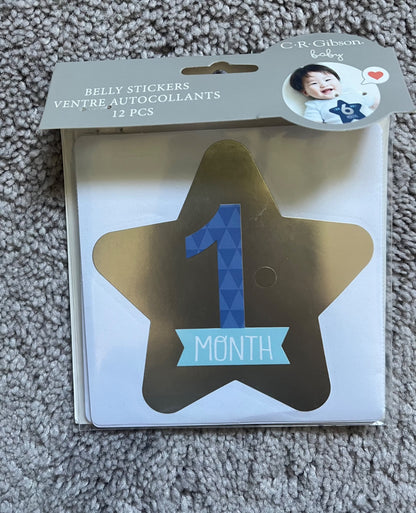 C·R·Gibson
baby
BELLY STICKERS
VENTRE AUTOCOLLANTS
12 PCS
6
1
MONTH